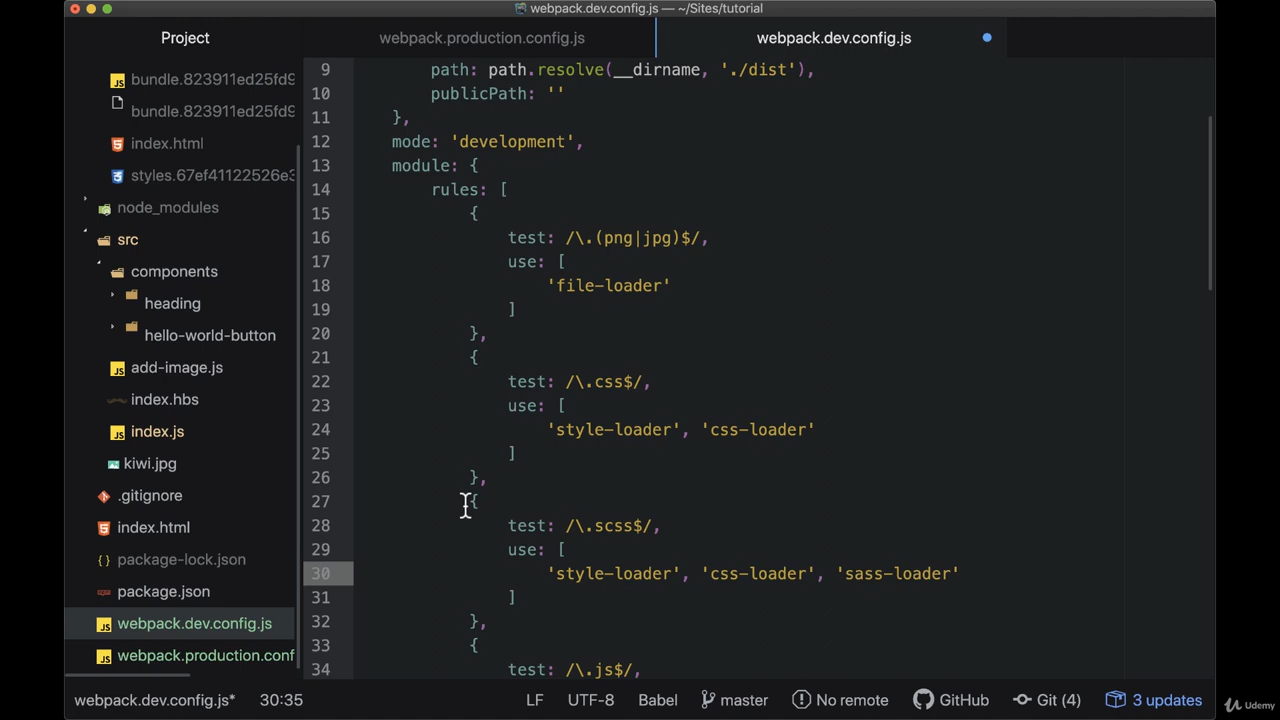 webpack.dev.config.js — ~/Sites/tutorial
Project
webpack.production.config.js
webpack.dev.config.js
bundle.823911ed25fd9
bundle.823911ed25fd9
index.html
styles.67ef41122526e3
node_modules
src
components
heading
hello-world-button
add-image.js
index.hbs
index.js
kiwi.jpg
.gitignore
index.html
package-lock.json
package.json
webpack.dev.config.js
webpack.production.conf
9 path: path.resolve(__dirname, './dist'),
10 publicPath: ''
11 },
12 mode: 'development',
13 module: {
14 rules: [
15 {
16 test: /\.(png|jpg)$/,
17 use: [
18 'file-loader'
19 ]
20 },
21 {
22 test: /\.css$/,
23 use: [
24 'style-loader', 'css-loader'
25 ]
26 },
27 {
28 test: /\.scss$/,
29 use: [
30 'style-loader', 'css-loader', 'sass-loader'
31 ]
32 },
33 {
34 test: /\.js$/,
webpack.dev.config.js* 30:35 LF UTF-8 Babel master No remote GitHub Git (4) 3 updates
Udemy